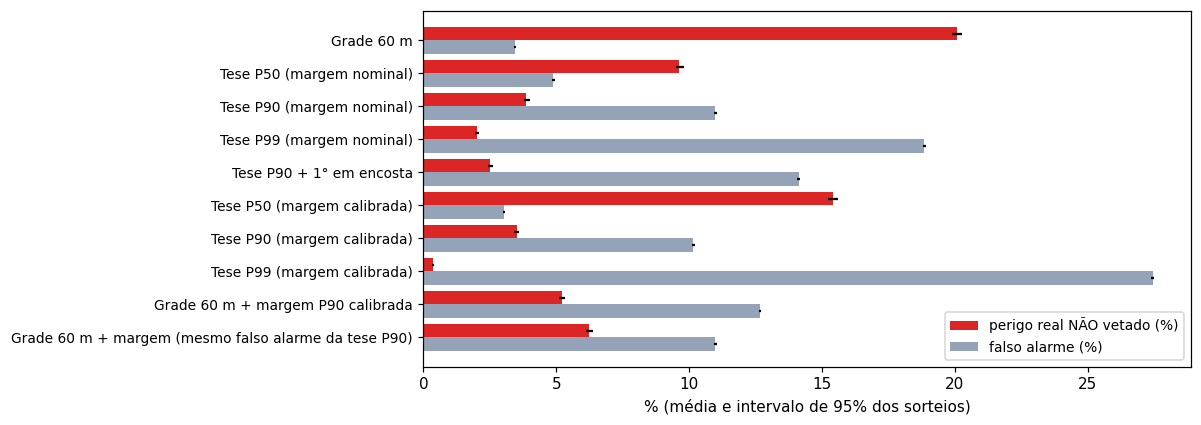 Grade 60 m
Tese P50 (margem nominal)
Tese P90 (margem nominal)
Tese P99 (margem nominal)
Tese P90 + 1° em encosta
Tese P50 (margem calibrada)
Tese P90 (margem calibrada)
Tese P99 (margem calibrada)
Grade 60 m + margem P90 calibrada
Grade 60 m + margem (mesmo falso alarme da tese P90)
perigo real NÃO vetado (%)
falso alarme (%)
0 5 10 15 20 25
% (média e intervalo de 95% dos sorteios)